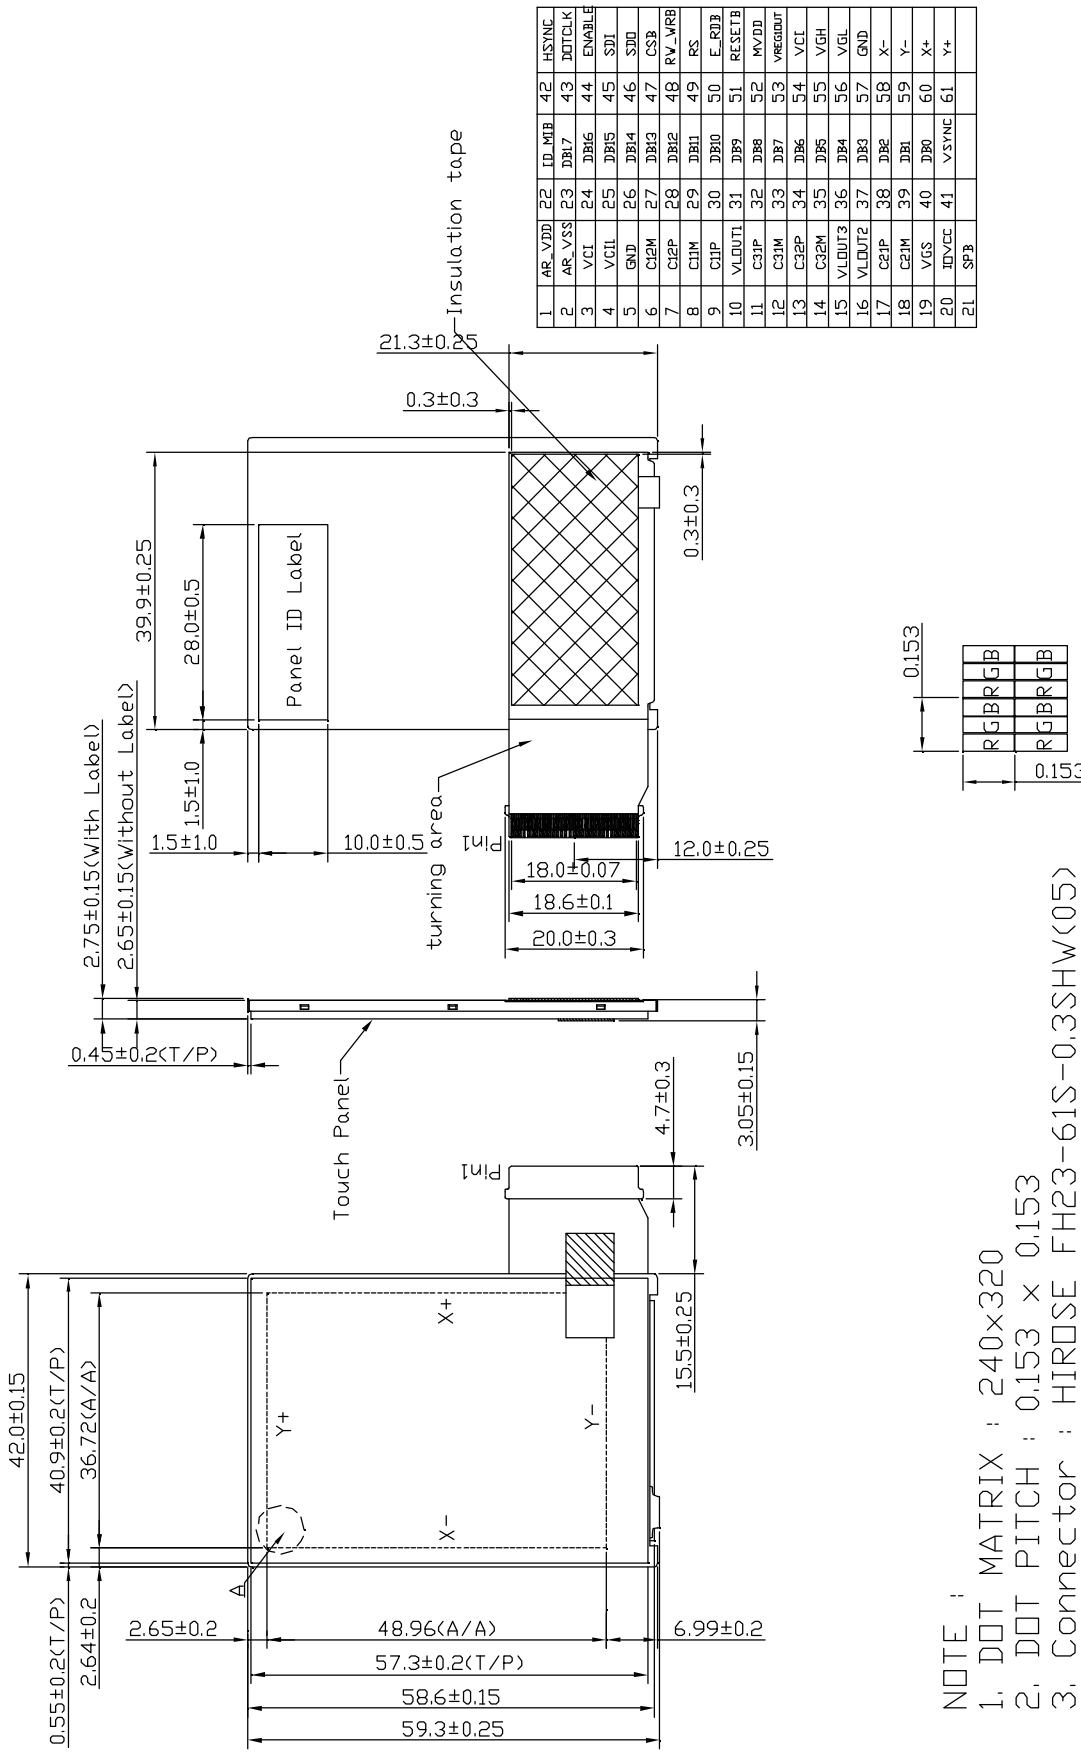 1 AR_VDD 22 ID_MIB 42 HSYNC
2 AR_VSS 23 DB17 43 DOTCLK
3 VCI 24 DB16 44 ENABLE
4 VCIL 25 DB15 45 SDI
5 GND 26 DB14 46 SDO
6 C12M 27 DB13 47 CSB
7 C12P 28 DB12 48 RW_WRB
8 C11M 29 DB11 49 RS
9 C11P 30 DB10 50 E_RDB
10 VLOUT1 31 DB9 51 RESETB
11 C31P 32 DB8 52 MVDD
12 C31M 33 DB7 53 VREG1OUT
13 C32P 34 DB6 54 VCI
14 C32M 35 DB5 55 VGH
15 VLOUT3 36 DB4 56 VGL
16 VLOUT2 37 DB3 57 GND
17 C21P 38 DB2 58 X-
18 C21M 39 DB1 59 Y-
19 VGS 40 DB0 60 X+
20 IOVCC 41 VSYNC 61 Y+
21 SPB
Insulation tape
21.3±0.25
0.3±0.3
39.9±0.25
28.0±0.5
Panel ID Label
0.3±0.3
2.75±0.15(With Label)
2.65±0.15(Without Label)
1.5±1.0
1.5±1.0
10.0±0.5
turning area
Pin1
12.0±0.25
18.0±0.07
18.6±0.1
20.0±0.3
0.153
R G B R G B
R G B R G B
0.153
0.45±0.2(T/P)
Touch Panel
3.05±0.15
4.7±0.3
Pin1
15.5±0.25
42.0±0.15
40.9±0.2(T/P)
36.72(A/A)
0.55±0.2(T/P)
2.64±0.2
X+
Y+
Y-
X-
A
2.65±0.2
48.96(A/A)
6.99±0.2
57.3±0.2(T/P)
58.6±0.15
59.3±0.25
NOTE :
1. DOT MATRIX : 240x320
2. DOT PITCH : 0.153 x 0.153
3. Connector : HIROSE FH23-61S-0.3SHW(05)